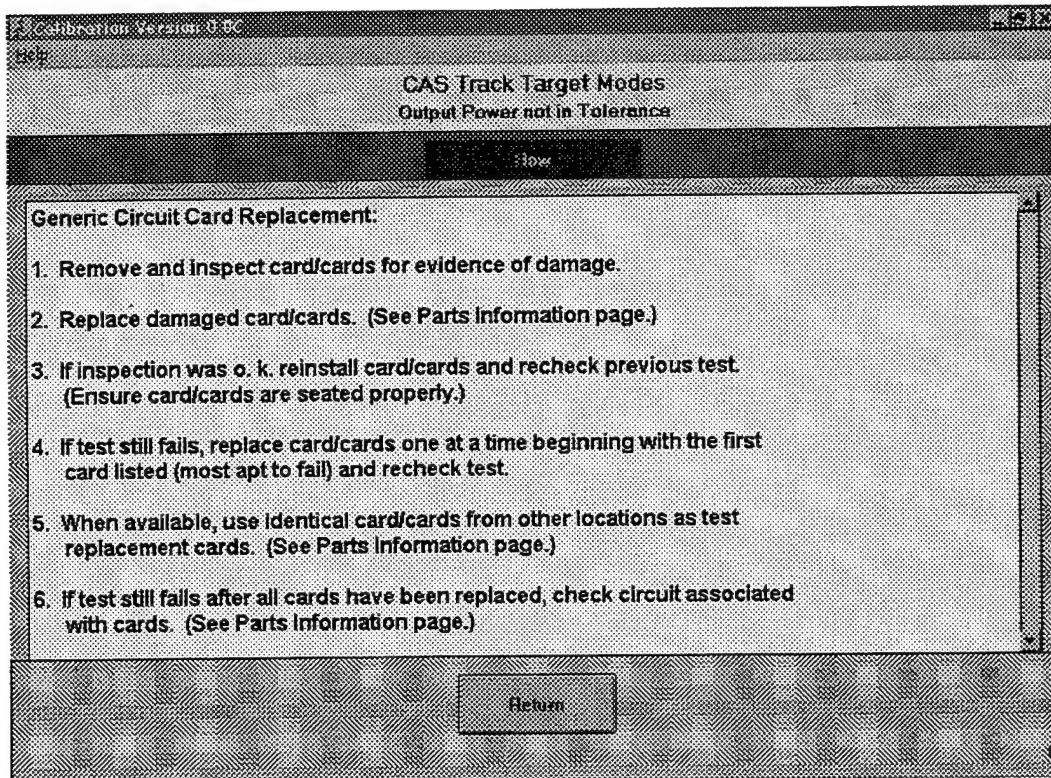 Calibration Version 0.0C
Help
CAS Track Target Modes
Output Power not in Tolerance
How
Generic Circuit Card Replacement:
1. Remove and inspect card/cards for evidence of damage.
2. Replace damaged card/cards. (See Parts Information page.)
3. If inspection was o. k. reinstall card/cards and recheck previous test.
(Ensure card/cards are seated properly.)
4. If test still fails, replace card/cards one at a time beginning with the first
card listed (most apt to fail) and recheck test.
5. When available, use identical card/cards from other locations as test
replacement cards. (See Parts Information page.)
6. If test still fails after all cards have been replaced, check circuit associated
with cards. (See Parts Information page.)
Return